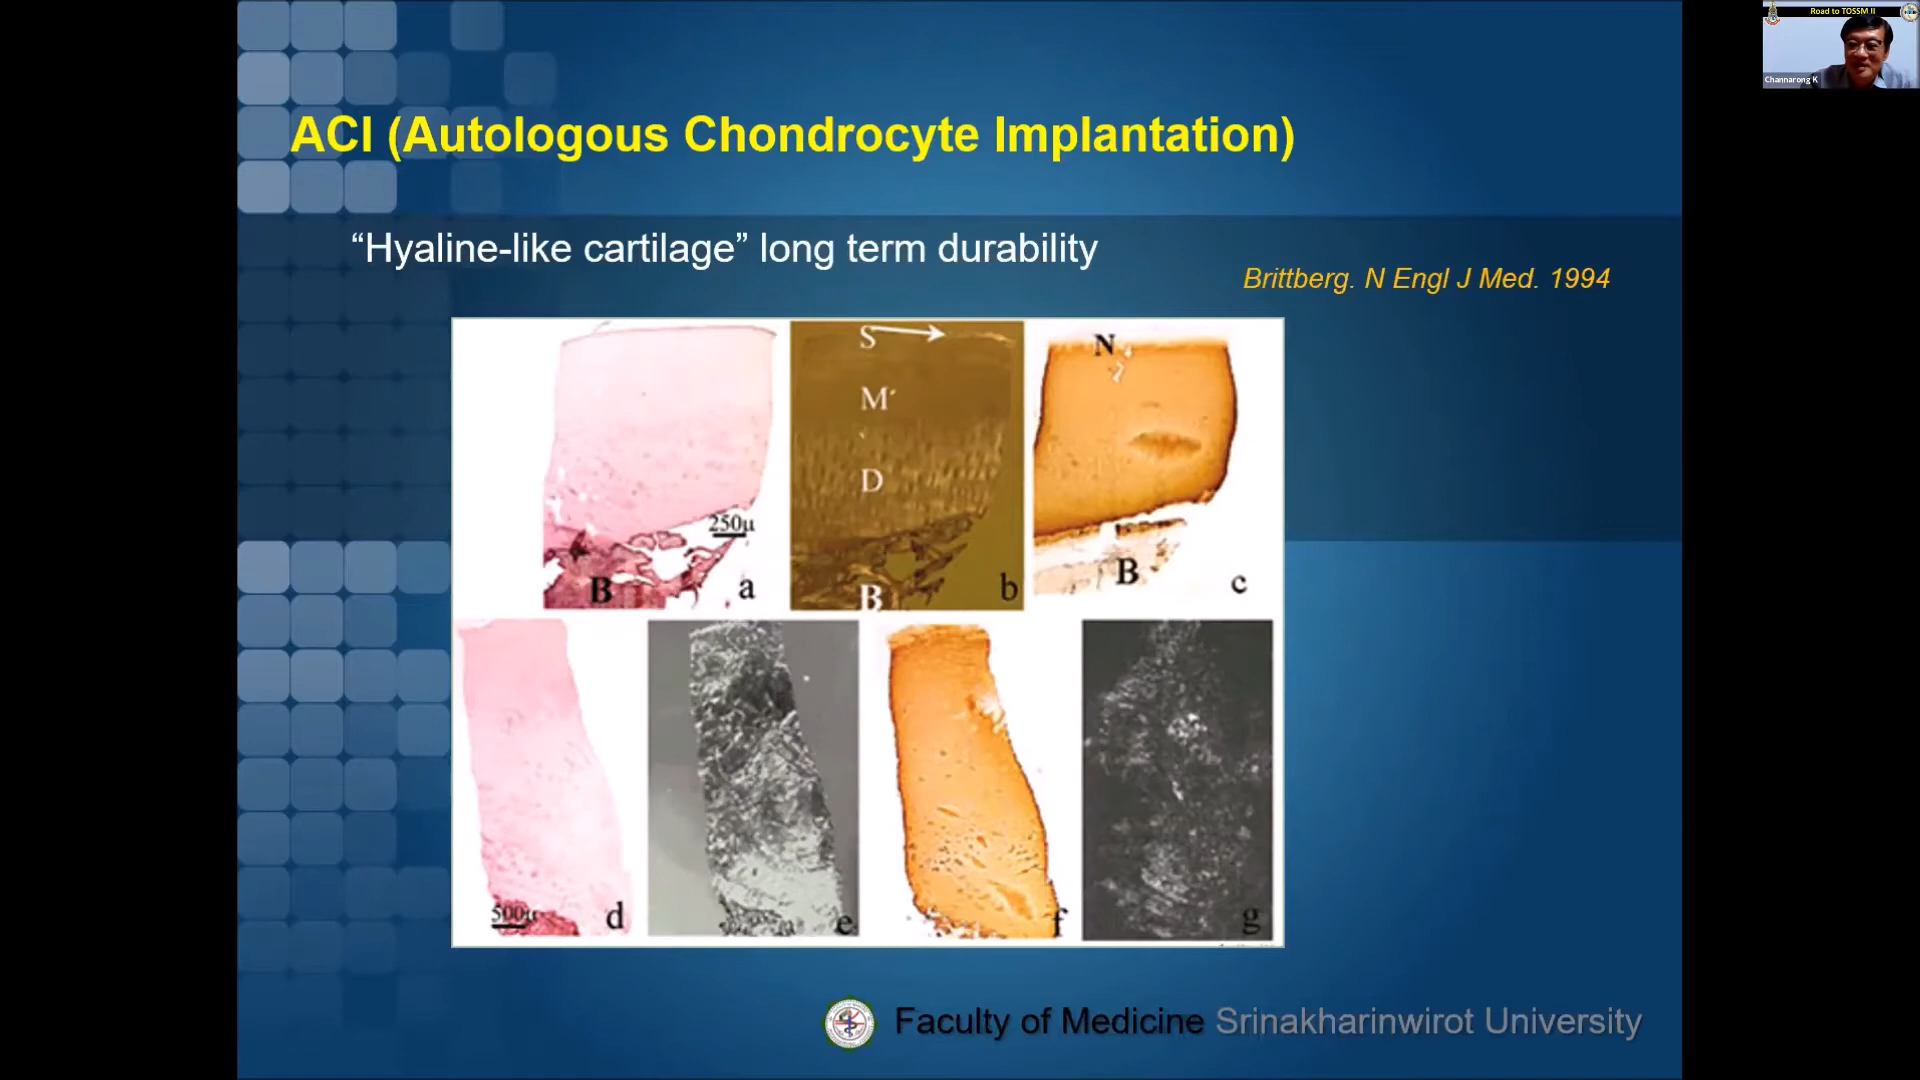 Road to TOSSM II
Channarong K
ACI (Autologous Chondrocyte Implantation)
“Hyaline-like cartilage” long term durability
Brittberg. N Engl J Med. 1994
S
N
M
D
250µ
B
a
B
b
B
c
500µ
d
e
f
g
Faculty of Medicine Srinakharinwirot University